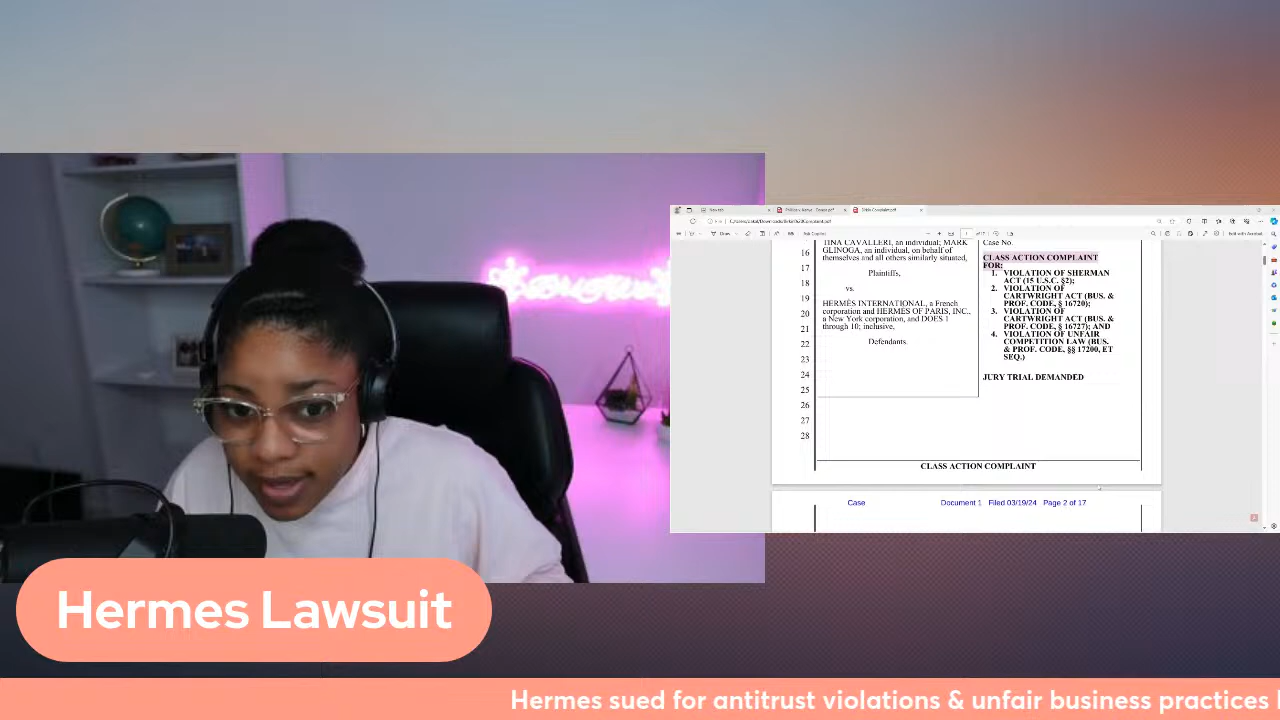 TINA CAVALLERI, an individual; MARK
GLINOGA, an individual, on behalf of
themselves and all others similarly situated,
Plaintiffs,
vs.
HERMÈS INTERNATIONAL, a French
corporation and HERMES OF PARIS, INC.,
a New York corporation, and DOES 1
through 10; inclusive,
Defendants
Case No.
CLASS ACTION COMPLAINT
FOR:
1. VIOLATION OF SHERMAN
ACT (15 U.S.C. §2);
2. VIOLATION OF
CARTWRIGHT ACT (BUS. &
PROF. CODE, § 16720);
3. VIOLATION OF
CARTWRIGHT ACT (BUS. &
PROF. CODE, § 16727); AND
4. VIOLATION OF UNFAIR
COMPETITION LAW (BUS.
& PROF. CODE, §§ 17200, ET
SEQ.)
JURY TRIAL DEMANDED
16
17
18
19
20
21
22
23
24
25
26
27
28
CLASS ACTION COMPLAINT
Case Document 1 Filed 03/19/24 Page 2 of 17
Hermes Lawsuit
Hermes sued for antitrust violations & unfair business practices